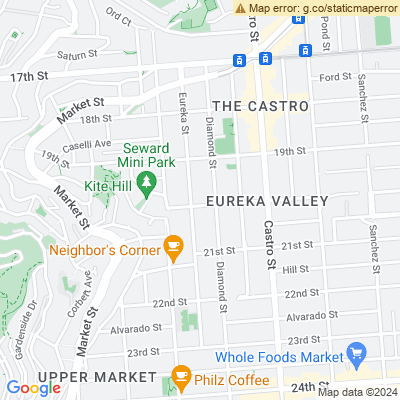 Map error: g.co/staticmaperror
Ord Ct
Saturn St
17th St
Castro St
Pond St
Ford St
Sanchez St
Market St
18th St
Eureka St
THE CASTRO
Diamond St
Caselli Ave
19th St
19th St
Seward
Mini Park
Kite Hill
Market St
EUREKA VALLEY
Castro St
Sanchez St
Neighbor's Corner
21st St
21st St
Hill St
Corbett Ave
Gardenside Dr
Market St
Diamond St
22nd St
22nd St
Alvarado St
Alvarado St
23rd St
23rd St
Whole Foods Market
UPPER MARKET
Philz Coffee
24th St
Google
Map data ©2024